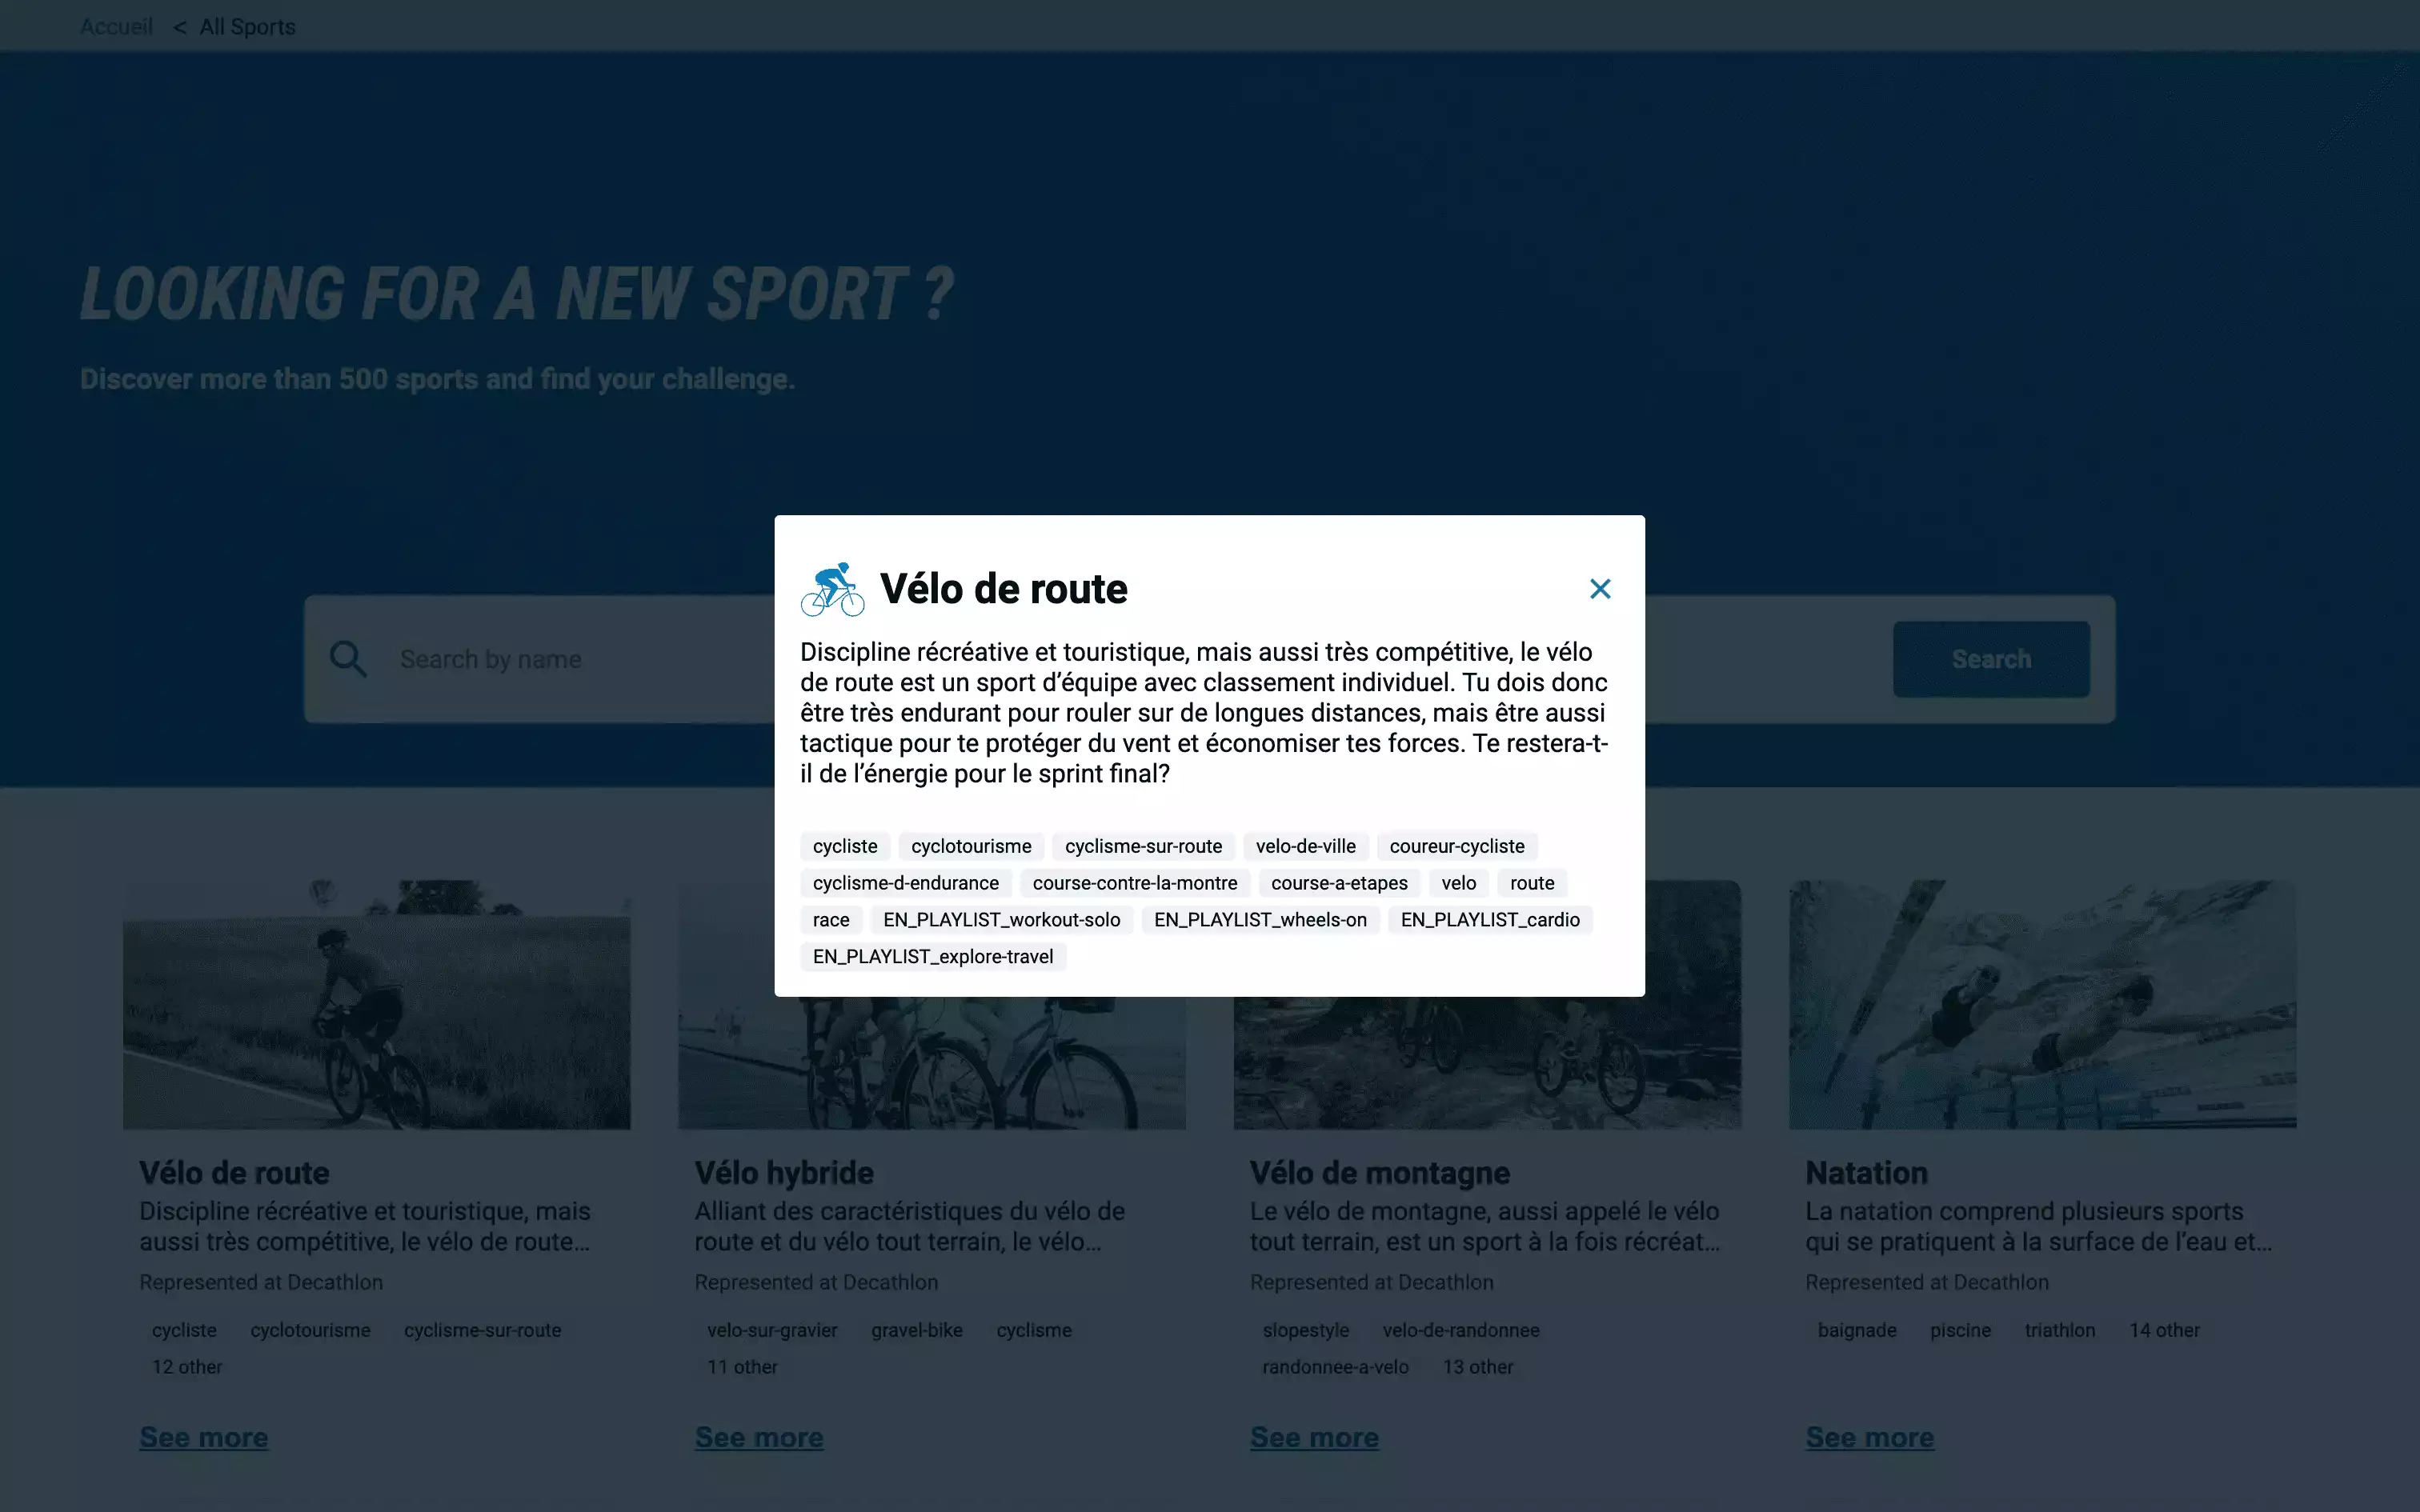 Accueil < All Sports
LOOKING FOR A NEW SPORT ?
Discover more than 500 sports and find your challenge.
Search by name
Search
Vélo de route
Discipline récréative et touristique, mais aussi très compétitive, le vélo
de route est un sport d’équipe avec classement individuel. Tu dois donc
être très endurant pour rouler sur de longues distances, mais être aussi
tactique pour te protéger du vent et économiser tes forces. Te restera-t-
il de l’énergie pour le sprint final?
cycliste cyclotourisme cyclisme-sur-route velo-de-ville coureur-cycliste
cyclisme-d-endurance course-contre-la-montre course-a-etapes velo route
race EN_PLAYLIST_workout-solo EN_PLAYLIST_wheels-on EN_PLAYLIST_cardio
EN_PLAYLIST_explore-travel
Vélo de route
Discipline récréative et touristique, mais
aussi très compétitive, le vélo de route...
Represented at Decathlon
cycliste cyclotourisme cyclisme-sur-route
12 other
See more
Vélo hybride
Alliant des caractéristiques du vélo de
route et du vélo tout terrain, le vélo...
Represented at Decathlon
velo-sur-gravier gravel-bike cyclisme
11 other
See more
Vélo de montagne
Le vélo de montagne, aussi appelé le vélo
tout terrain, est un sport à la fois récréat...
Represented at Decathlon
slopestyle velo-de-randonnee
randonnee-a-velo 13 other
See more
Natation
La natation comprend plusieurs sports
qui se pratiquent à la surface de l’eau et...
Represented at Decathlon
baignade piscine triathlon 14 other
See more